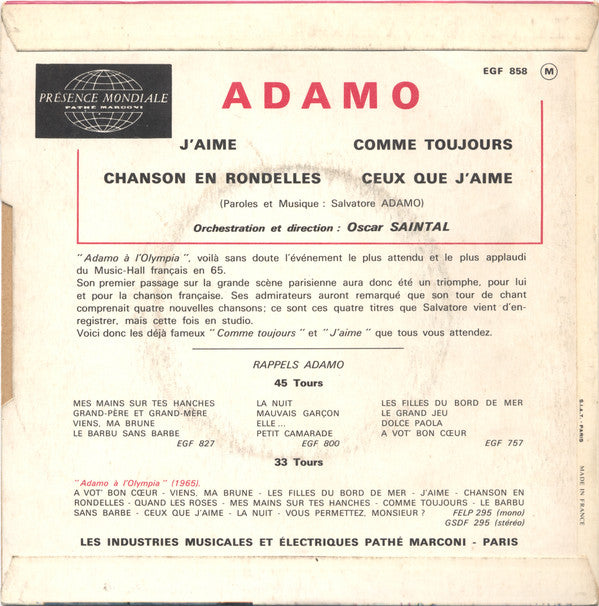 EGF 858 M
PRÉSENCE MONDIALE
PATHÉ MARCONI
ADAMO
J'AIME COMME TOUJOURS
CHANSON EN RONDELLES CEUX QUE J'AIME
(Paroles et Musique : Salvatore ADAMO)
Orchestration et direction : Oscar SAINTAL
"Adamo à l'Olympia", voilà sans doute l'événement le plus attendu et le plus applaudi
du Music-Hall français en 65.
Son premier passage sur la grande scène parisienne aura donc été un triomphe, pour lui
et pour la chanson française. Ses admirateurs auront remarqué que son tour de chant
comprenait quatre nouvelles chansons; ce sont ces quatre titres que Salvatore vient d'en-
registrer, mais cette fois en studio.
Voici donc les déjà fameux "Comme toujours" et "J'aime" que tous vous attendez.
RAPPELS ADAMO
45 Tours
MES MAINS SUR TES HANCHES
GRAND-PÈRE ET GRAND-MÈRE
VIENS, MA BRUNE
LE BARBU SANS BARBE
EGF 827
LA NUIT
MAUVAIS GARÇON
ELLE...
PETIT CAMARADE
EGF 800
LES FILLES DU BORD DE MER
LE GRAND JEU
DOLCE PAOLA
A VOT' BON CŒUR
EGF 757
33 Tours
"Adamo à l'Olympia" (1965).
A VOT' BON CŒUR - VIENS, MA BRUNE - LES FILLES DU BORD DE MER - J'AIME - CHANSON EN
RONDELLES - QUAND LES ROSES - MES MAINS SUR TES HANCHES - COMME TOUJOURS - LE BARBU
SANS BARBE - CEUX QUE J'AIME - LA NUIT - VOUS PERMETTEZ, MONSIEUR ? FELP 295 (mono)
GSDF 295 (stéréo)
LES INDUSTRIES MUSICALES ET ÉLECTRIQUES PATHÉ MARCONI - PARIS
S.I.A.T. - PARIS
MADE IN FRANCE